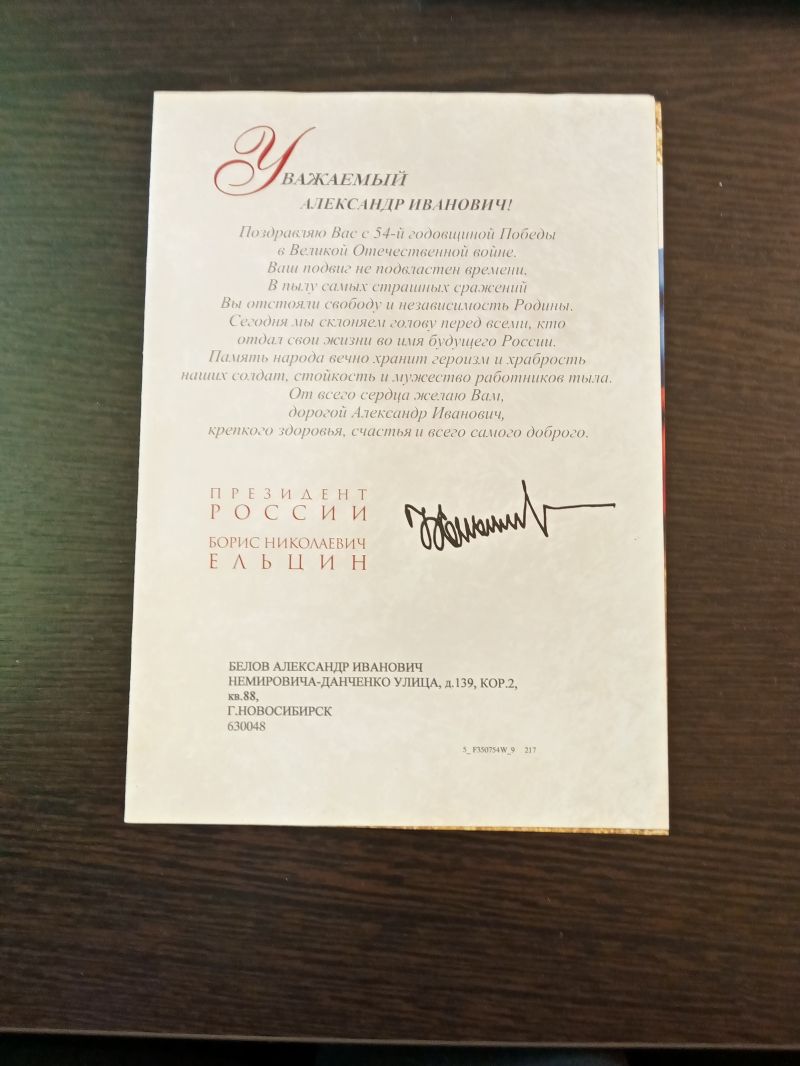 УВАЖАЕМЫЙ
АЛЕКСАНДР ИВАНОВИЧ!
Поздравляю Вас с 54-й годовщиной Победы
в Великой Отечественной войне.
Ваш подвиг не подвластен времени.
В пылу самых страшных сражений
Вы отстояли свободу и независимость Родины.
Сегодня мы склоняем голову перед всеми, кто
отдал свои жизни во имя будущего России.
Память народа вечно хранит героизм и храбрость
наших солдат, стойкость и мужество работников тыла.
От всего сердца желаю Вам,
дорогой Александр Иванович,
крепкого здоровья, счастья и всего самого доброго.
ПРЕЗИДЕНТ
РОССИИ
БОРИС НИКОЛАЕВИЧ
ЕЛЬЦИН
БЕЛОВ АЛЕКСАНДР ИВАНОВИЧ
НЕМИРОВИЧА-ДАНЧЕНКО УЛИЦА, д.139, КОР.2,
кв.88,
Г.НОВОСИБИРСК
630048
5_ F350754W_9 217